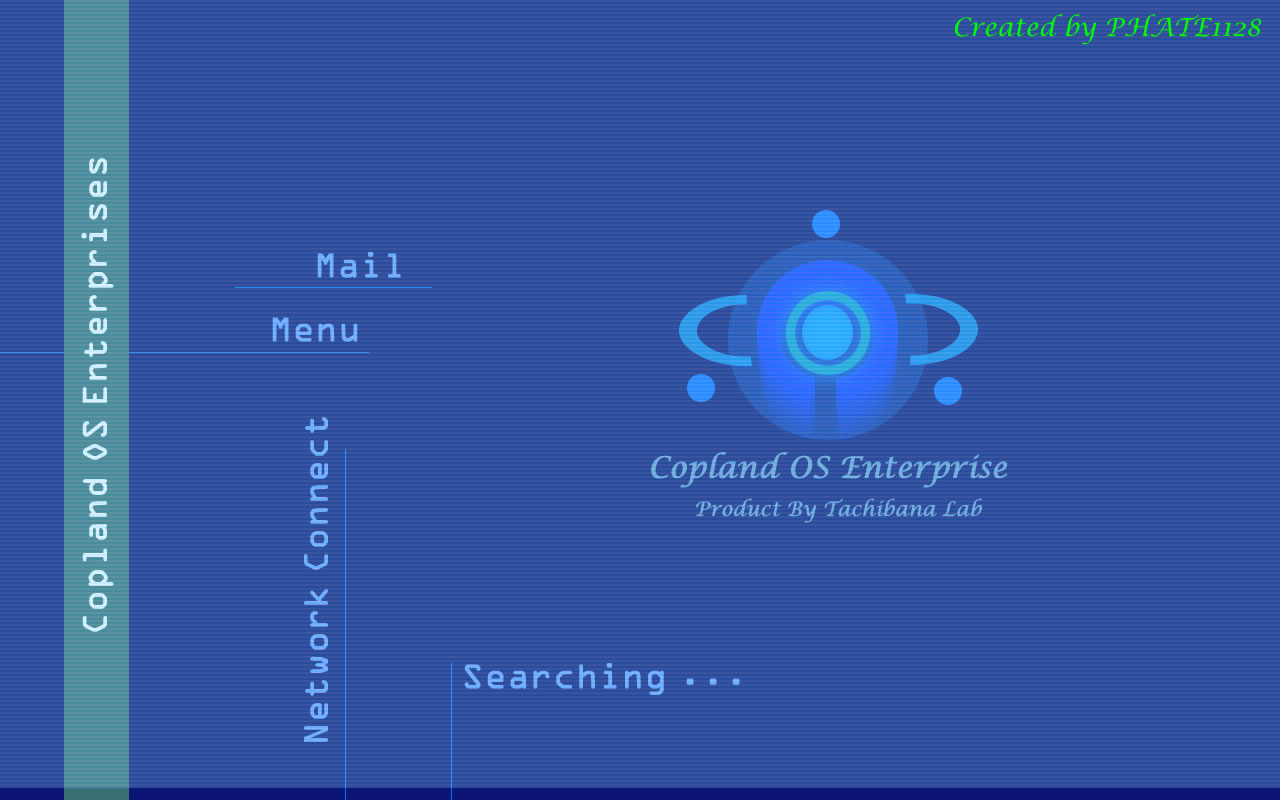 Created by PHATE1128
Copland OS Enterprises
Mail
Menu
Network Connect
Copland OS Enterprise
Product By Tachibana Lab
Searching ...